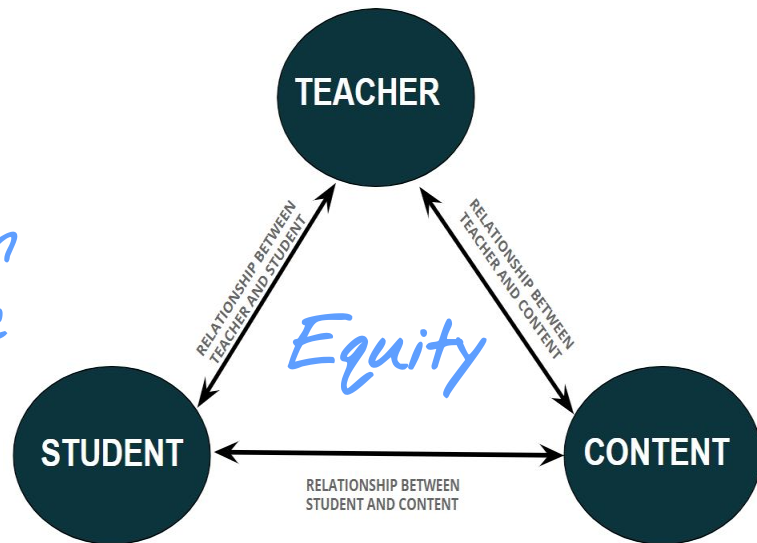 TEACHER
RELATIONSHIP BETWEEN
TEACHER AND STUDENT
RELATIONSHIP BETWEEN
TEACHER AND CONTENT
Equity
STUDENT
CONTENT
RELATIONSHIP BETWEEN
STUDENT AND CONTENT